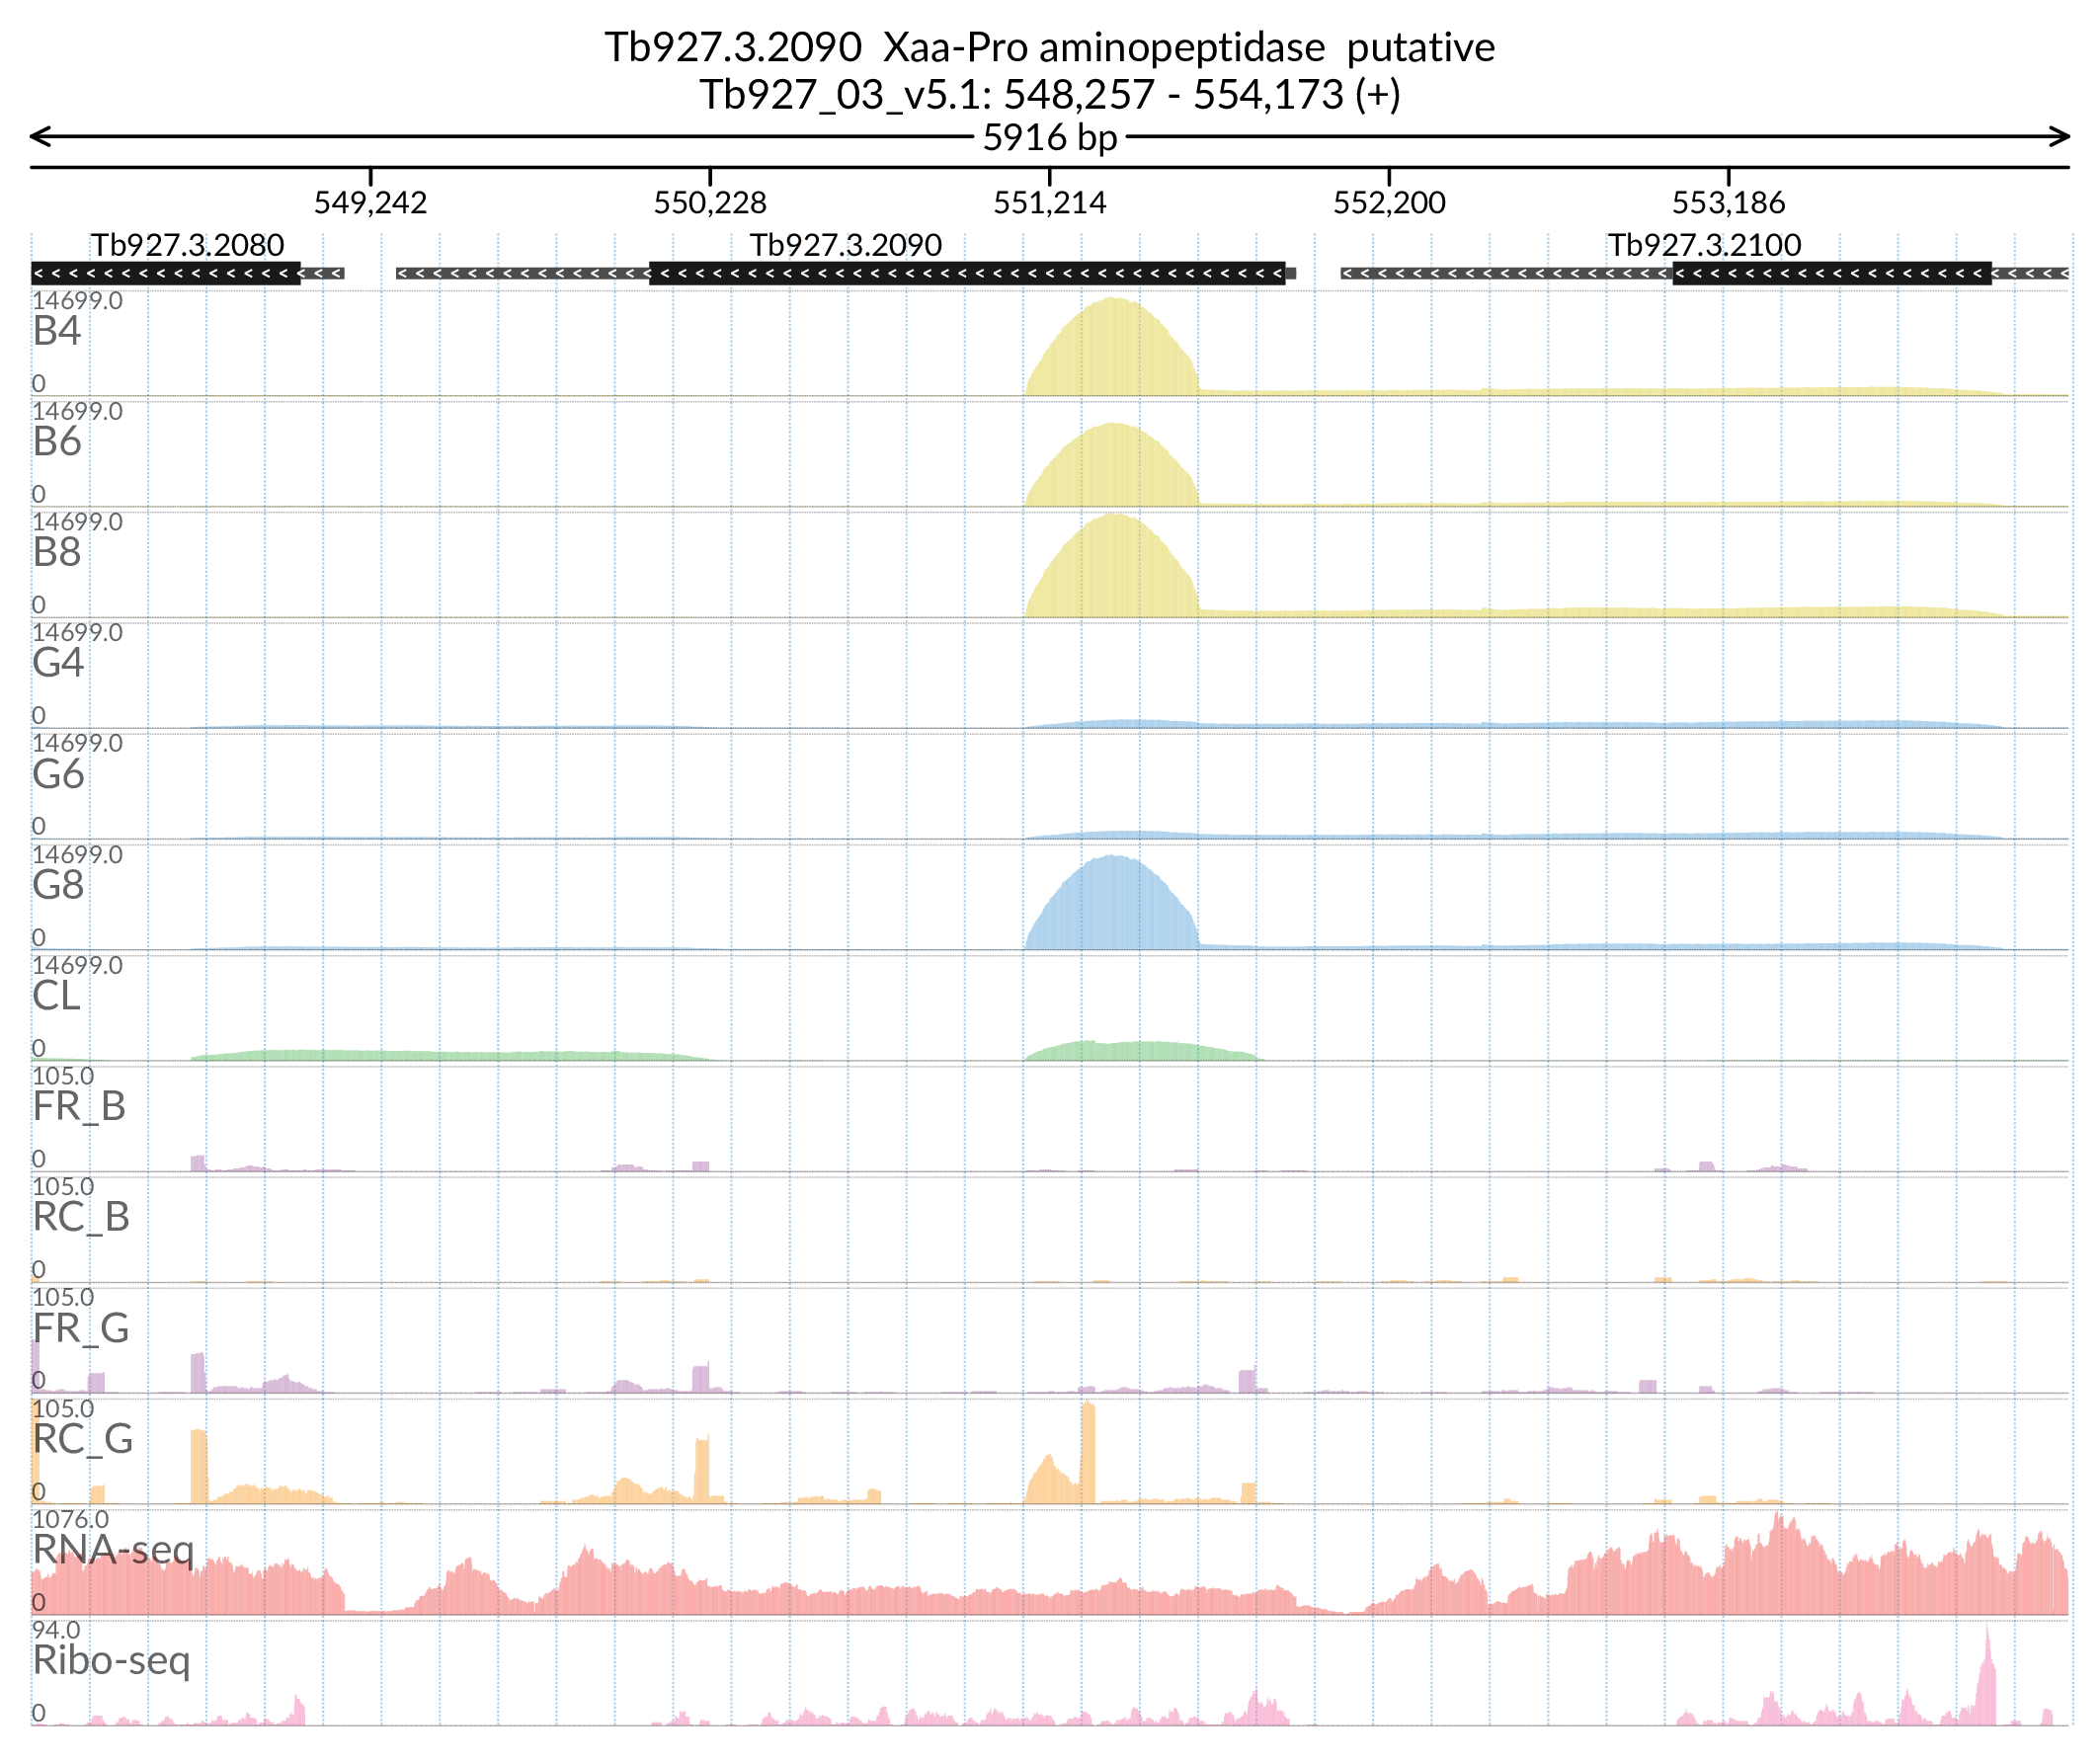 Tb927.3.2090  Xaa-Pro aminopeptidase  putative
Tb927_03_v5.1: 548,257 - 554,173 (+)
5916 bp
549,242 550,228 551,214 552,200 553,186
Tb927.3.2080 Tb927.3.2090 Tb927.3.2100
14699.0
B4
0
14699.0
B6
0
14699.0
B8
0
14699.0
G4
0
14699.0
G6
0
14699.0
G8
0
14699.0
CL
0
105.0
FR_B
0
105.0
RC_B
0
105.0
FR_G
0
105.0
RC_G
0
1076.0
RNA-seq
0
94.0
Ribo-seq
0